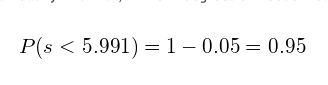 P(s < 5.991) = 1 − 0.05 = 0.95